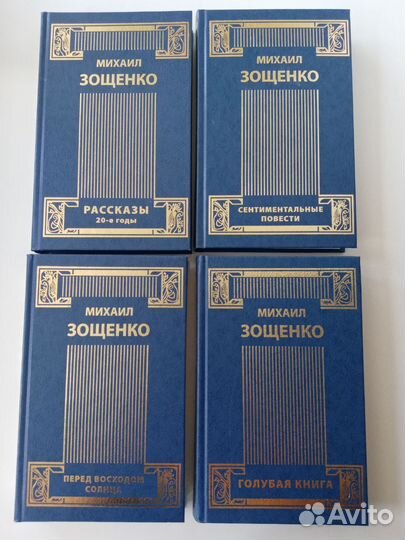 МИХАИЛ
ЗОЩЕНКО
РАССКАЗЫ
20-е годы
МИХАИЛ
ЗОЩЕНКО
СЕНТИМЕНТАЛЬНЫЕ
ПОВЕСТИ
МИХАИЛ
ЗОЩЕНКО
ПЕРЕД ВОСХОДОМ
СОЛНЦА
МИХАИЛ
ЗОЩЕНКО
ГОЛУБАЯ КНИГА
Avito